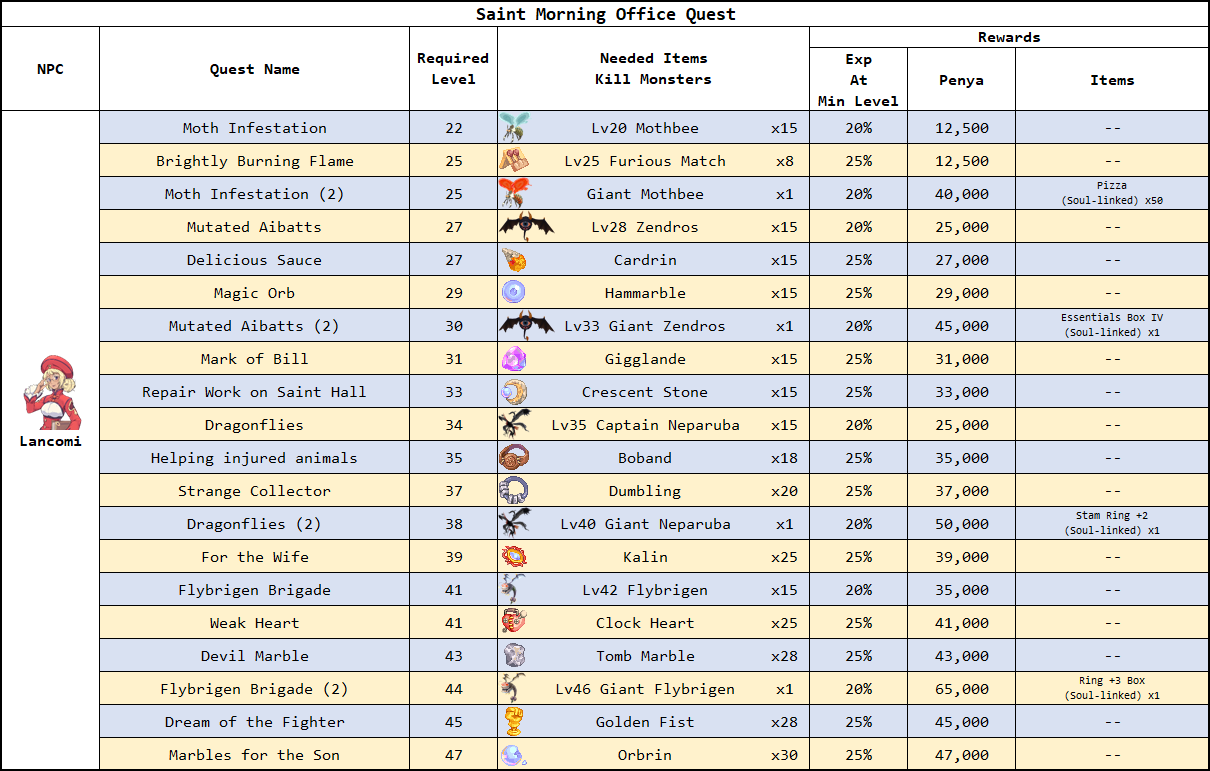 Saint Morning Office Quest
NPC
Quest Name
Required
Level
Needed Items
Kill Monsters
Rewards
Exp
At
Min Level
Penya
Items
Lancomi
Moth Infestation 22 Lv20 Mothbee x15 20% 12,500 --
Brightly Burning Flame 25 Lv25 Furious Match x8 25% 12,500 --
Moth Infestation (2) 25 Giant Mothbee x1 20% 40,000 Pizza
(Soul-linked) x50
Mutated Aibatts 27 Lv28 Zendros x15 20% 25,000 --
Delicious Sauce 27 Cardrin x15 25% 27,000 --
Magic Orb 29 Hammarble x15 25% 29,000 --
Mutated Aibatts (2) 30 Lv33 Giant Zendros x1 20% 45,000 Essentials Box IV
(Soul-linked) x1
Mark of Bill 31 Gigglande x15 25% 31,000 --
Repair Work on Saint Hall 33 Crescent Stone x15 25% 33,000 --
Dragonflies 34 Lv35 Captain Neparuba x15 20% 25,000 --
Helping injured animals 35 Boband x18 25% 35,000 --
Strange Collector 37 Dumbling x20 25% 37,000 --
Dragonflies (2) 38 Lv40 Giant Neparuba x1 20% 50,000 Stam Ring +2
(Soul-linked) x1
For the Wife 39 Kalin x25 25% 39,000 --
Flybrigen Brigade 41 Lv42 Flybrigen x15 20% 35,000 --
Weak Heart 41 Clock Heart x25 25% 41,000 --
Devil Marble 43 Tomb Marble x28 25% 43,000 --
Flybrigen Brigade (2) 44 Lv46 Giant Flybrigen x1 20% 65,000 Ring +3 Box
(Soul-linked) x1
Dream of the Fighter 45 Golden Fist x28 25% 45,000 --
Marbles for the Son 47 Orbrin x30 25% 47,000 --